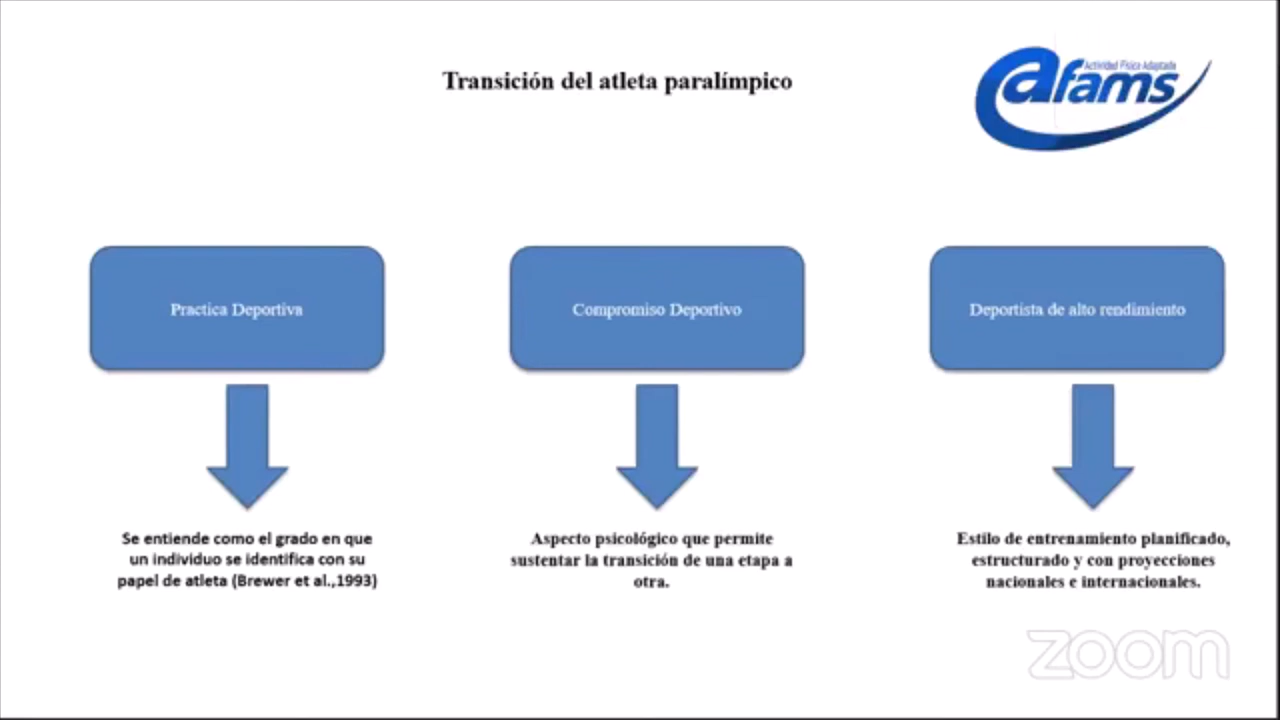 Transición del atleta paralímpico
Actividad Física Adaptada
afams
Practica Deportiva
Compromiso Deportivo
Deportista de alto rendimiento
Se entiende como el grado en que
un individuo se identifica con su
papel de atleta (Brewer et al.,1993)
Aspecto psicológico que permite
sustentar la transición de una etapa a
otra.
Estilo de entrenamiento planificado,
estructurado y con proyecciones
nacionales e internacionales.
zoom